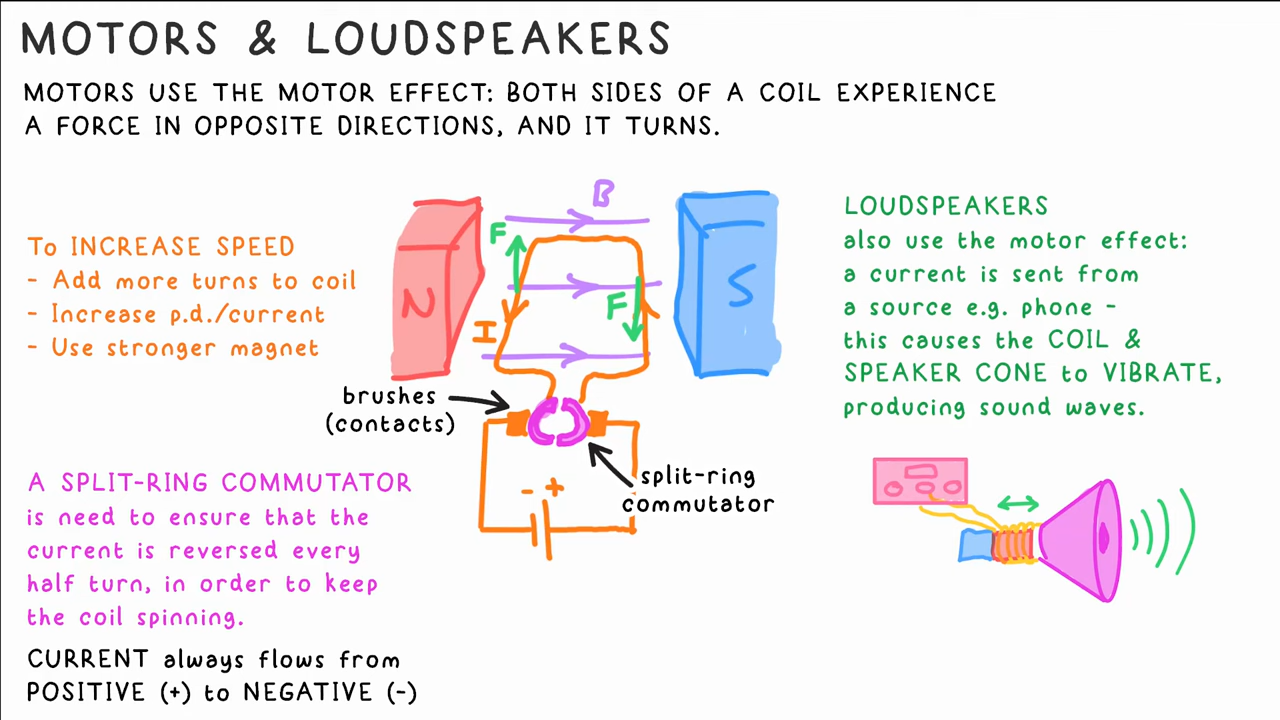 MOTORS & LOUDSPEAKERS
MOTORS USE THE MOTOR EFFECT: BOTH SIDES OF A COIL EXPERIENCE
A FORCE IN OPPOSITE DIRECTIONS, AND IT TURNS.
To INCREASE SPEED
- Add more turns to coil
- Increase p.d./current
- Use stronger magnet
B
F
N
S
F
I
brushes
(contacts)
- +
split-ring
commutator
A SPLIT-RING COMMUTATOR
is need to ensure that the
current is reversed every
half turn, in order to keep
the coil spinning.
CURRENT always flows from
POSITIVE (+) to NEGATIVE (-)
LOUDSPEAKERS
also use the motor effect:
a current is sent from
a source e.g. phone -
this causes the COIL &
SPEAKER CONE to VIBRATE,
producing sound waves.